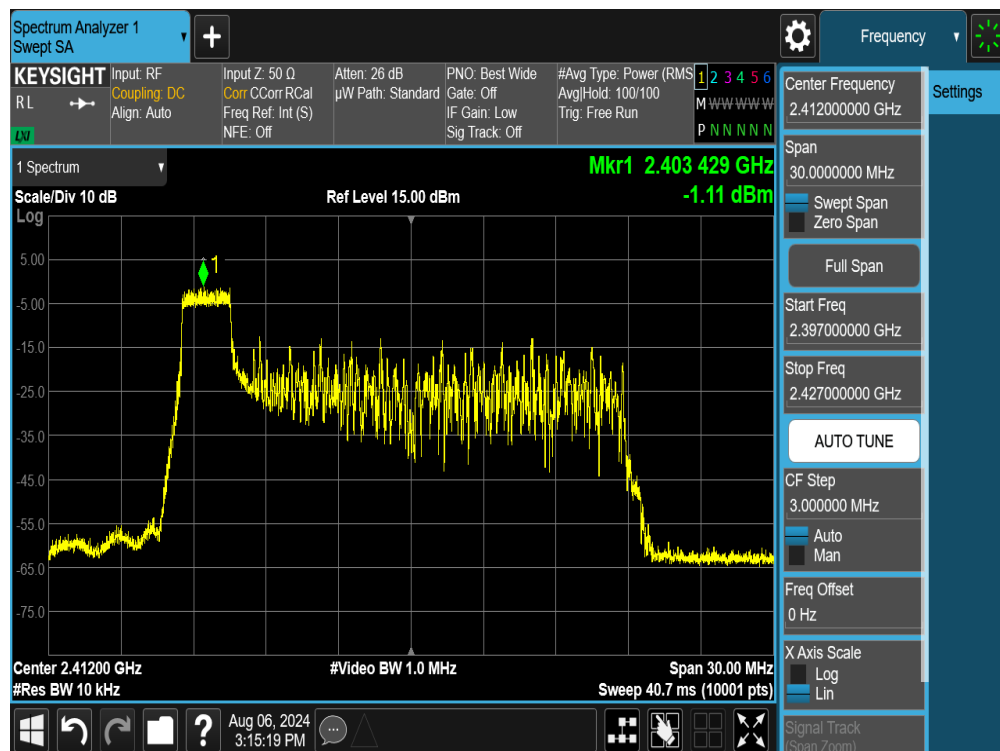 Spectrum Analyzer 1
Swept SA
+
Frequency
KEYSIGHT
R L
LXI
Input: RF
Coupling: DC
Align: Auto
Input Z: 50 Ω
Corr CCorr RCal
Freq Ref: Int (S)
NFE: Off
Atten: 26 dB
µW Path: Standard
PNO: Best Wide
Gate: Off
IF Gain: Low
Sig Track: Off
#Avg Type: Power (RMS
Avg|Hold: 100/100
Trig: Free Run
1 2 3 4 5 6
M W W W W W
P N N N N N
1 Spectrum
Scale/Div 10 dB
Log
Ref Level 15.00 dBm
Mkr1 2.403 429 GHz
-1.11 dBm
1
5.00
-5.00
-15.0
-25.0
-35.0
-45.0
-55.0
-65.0
-75.0
Center 2.41200 GHz
#Video BW 1.0 MHz
Span 30.00 MHz
#Res BW 10 kHz
Sweep 40.7 ms (10001 pts)
Center Frequency
2.412000000 GHz
Settings
Span
30.0000000 MHz
Swept Span
Zero Span
Full Span
Start Freq
2.397000000 GHz
Stop Freq
2.427000000 GHz
AUTO TUNE
CF Step
3.000000 MHz
Auto
Man
Freq Offset
0 Hz
X Axis Scale
Log
Lin
Signal Track
(Span Zoom)
?
Aug 06, 2024
3:15:19 PM